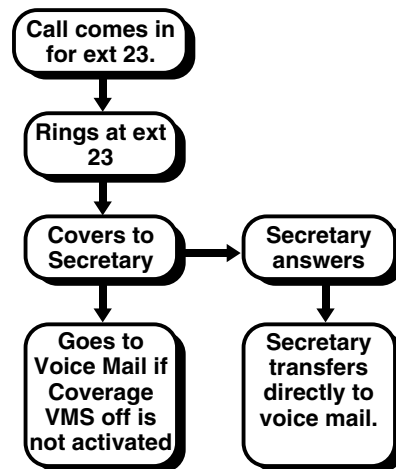 Call comes in
for ext 23.
Rings at ext
23
Covers to
Secretary
Secretary
answers
Goes to
Voice Mail if
Coverage
VMS off is
not activated
Secretary
transfers
directly to
voice mail.